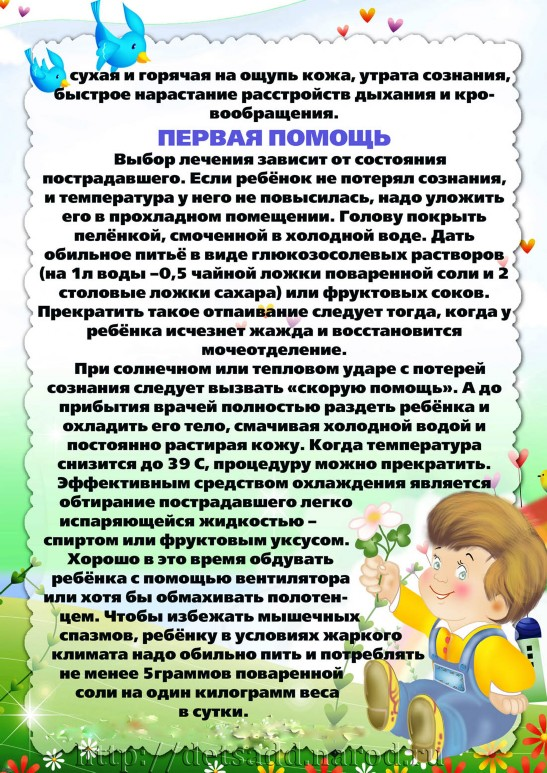 сухая и горячая на ощупь кожа, утрата сознания,
быстрое нарастание расстройств дыхания и кро-
вообращения.
ПЕРВАЯ ПОМОЩЬ
Выбор лечения зависит от состояния
пострадавшего. Если ребёнок не потерял сознания,
и температура у него не повысилась, надо уложить
его в прохладном помещении. Голову покрыть
пелёнкой, смоченной в холодной воде. Дать
обильное питьё в виде глюкозосолевых растворов
(на 1л воды –0,5 чайной ложки поваренной соли и 2
столовые ложки сахара) или фруктовых соков.
Прекратить такое отпаивание следует тогда, когда у
ребёнка исчезнет жажда и восстановится
мочеотделение.
При солнечном или тепловом ударе с потерей
сознания следует вызвать «скорую помощь». А до
прибытия врачей полностью раздеть ребёнка и
охладить его тело, смачивая холодной водой и
постоянно растирая кожу. Когда температура
снизится до 39 С, процедуру можно прекратить.
Эффективным средством охлаждения является
обтирание пострадавшего легко
испаряющейся жидкостью –
спиртом или фруктовым уксусом.
Хорошо в это время обдувать
ребёнка с помощью вентилятора
или хотя бы обмахивать полотен-
цем. Чтобы избежать мышечных
спазмов, ребёнку в условиях жаркого
климата надо обильно пить и потреблять
не менее 5граммов поваренной
соли на один килограмм веса
в сутки.
http://detsadd.narod.ru